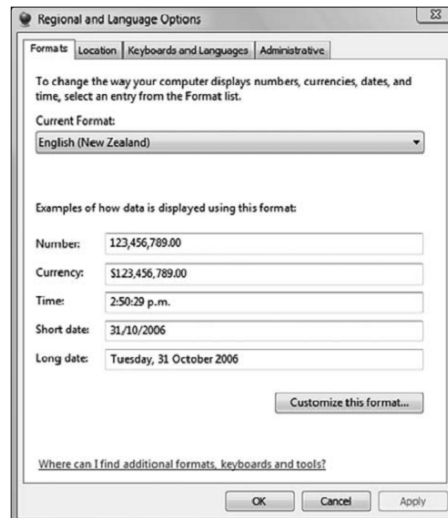 Regional and Language Options
Formats Location Keyboards and Languages Administrative
To change the way your computer displays numbers, currencies, dates, and
time, select an entry from the Format list.
Current Format:
English (New Zealand)
Examples of how data is displayed using this format:
Number: 123,456,789.00
Currency: $123,456,789.00
Time: 2:50:29 p.m.
Short date: 31/10/2006
Long date: Tuesday, 31 October 2006
Customize this format...
Where can I find additional formats, keyboards and tools?
OK Cancel Apply